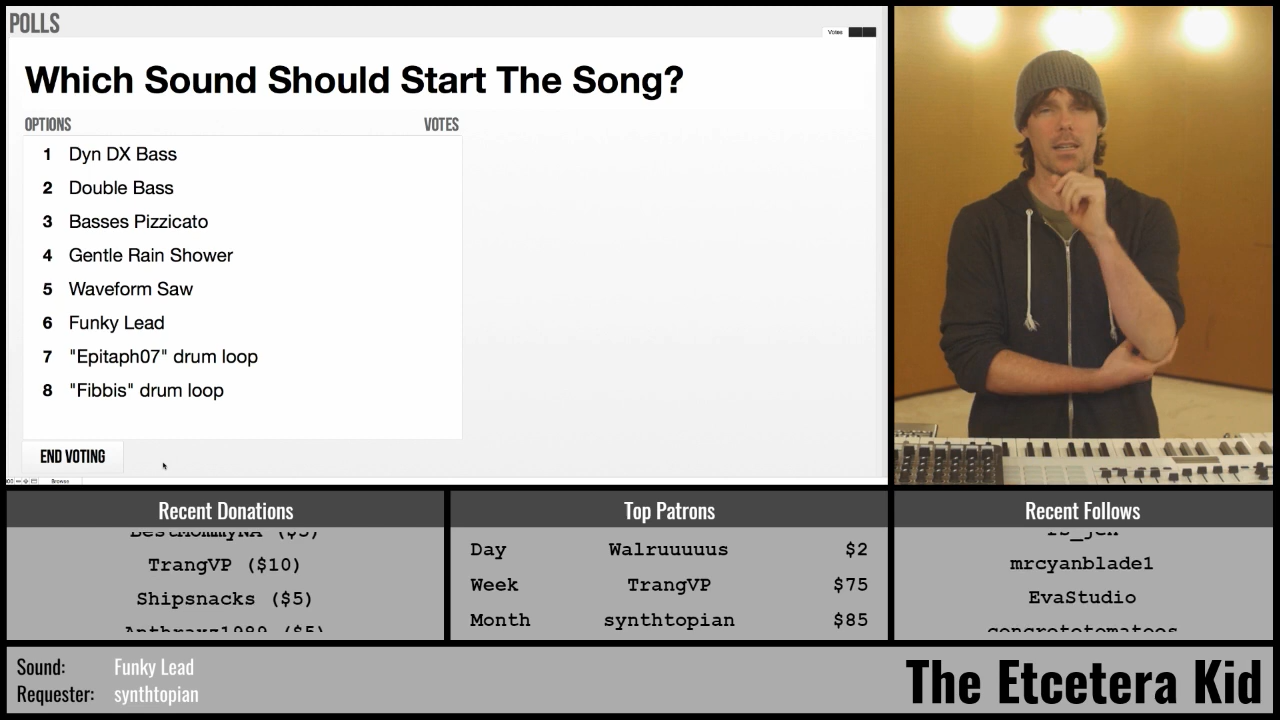 POLLS
Votes
Which Sound Should Start The Song?
OPTIONS VOTES
1 Dyn DX Bass
2 Double Bass
3 Basses Pizzicato
4 Gentle Rain Shower
5 Waveform Saw
6 Funky Lead
7 "Epitaph07" drum loop
8 "Fibbis" drum loop
END VOTING
Browse
Recent Donations
TrangVP ($10)
Shipsnacks ($5)
Top Patrons
Day Walruuuuus $2
Week TrangVP $75
Month synthtopian $85
Recent Follows
mrcyanblade1
EvaStudio
Sound: Funky Lead
Requester: synthtopian
The Etcetera Kid